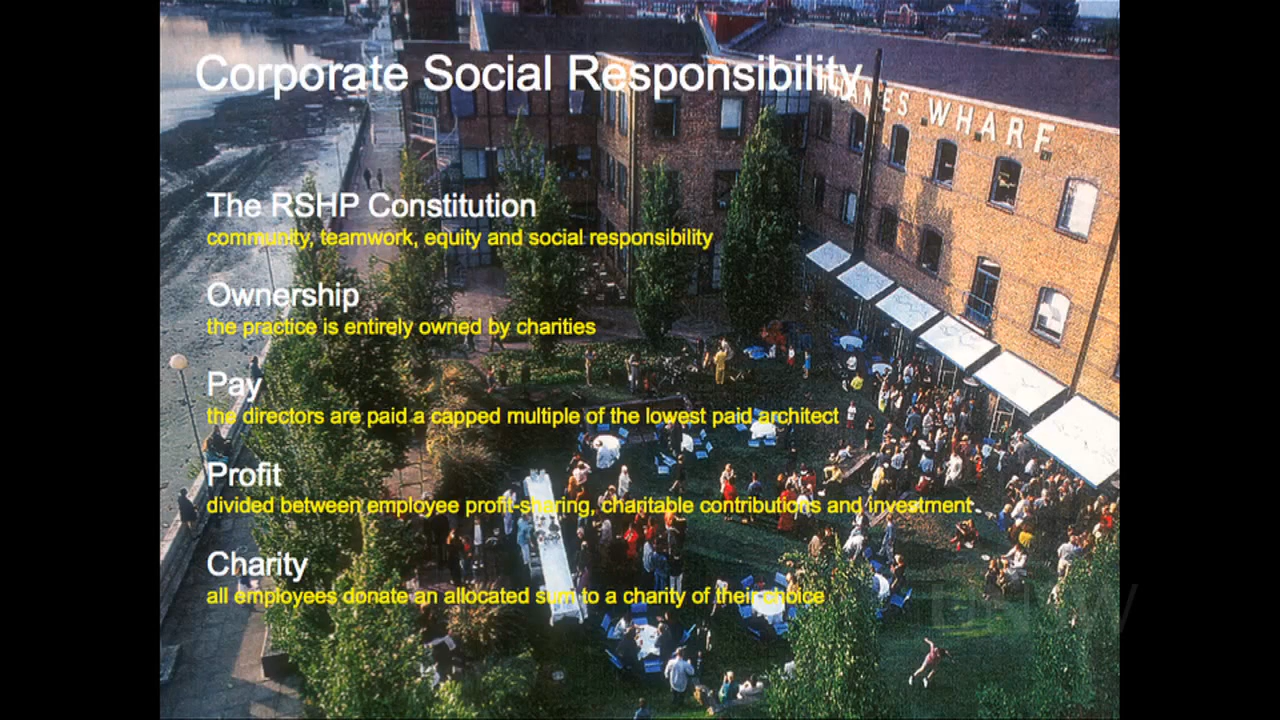 Corporate Social Responsibility
WHARF
The RSHP Constitution
community, teamwork, equity and social responsibility
Ownership
the practice is entirely owned by charities
Pay
the directors are paid a capped multiple of the lowest paid architect
Profit
divided between employee profit-sharing, charitable contributions and investment.
Charity
all employees donate an allocated sum to a charity of their choice